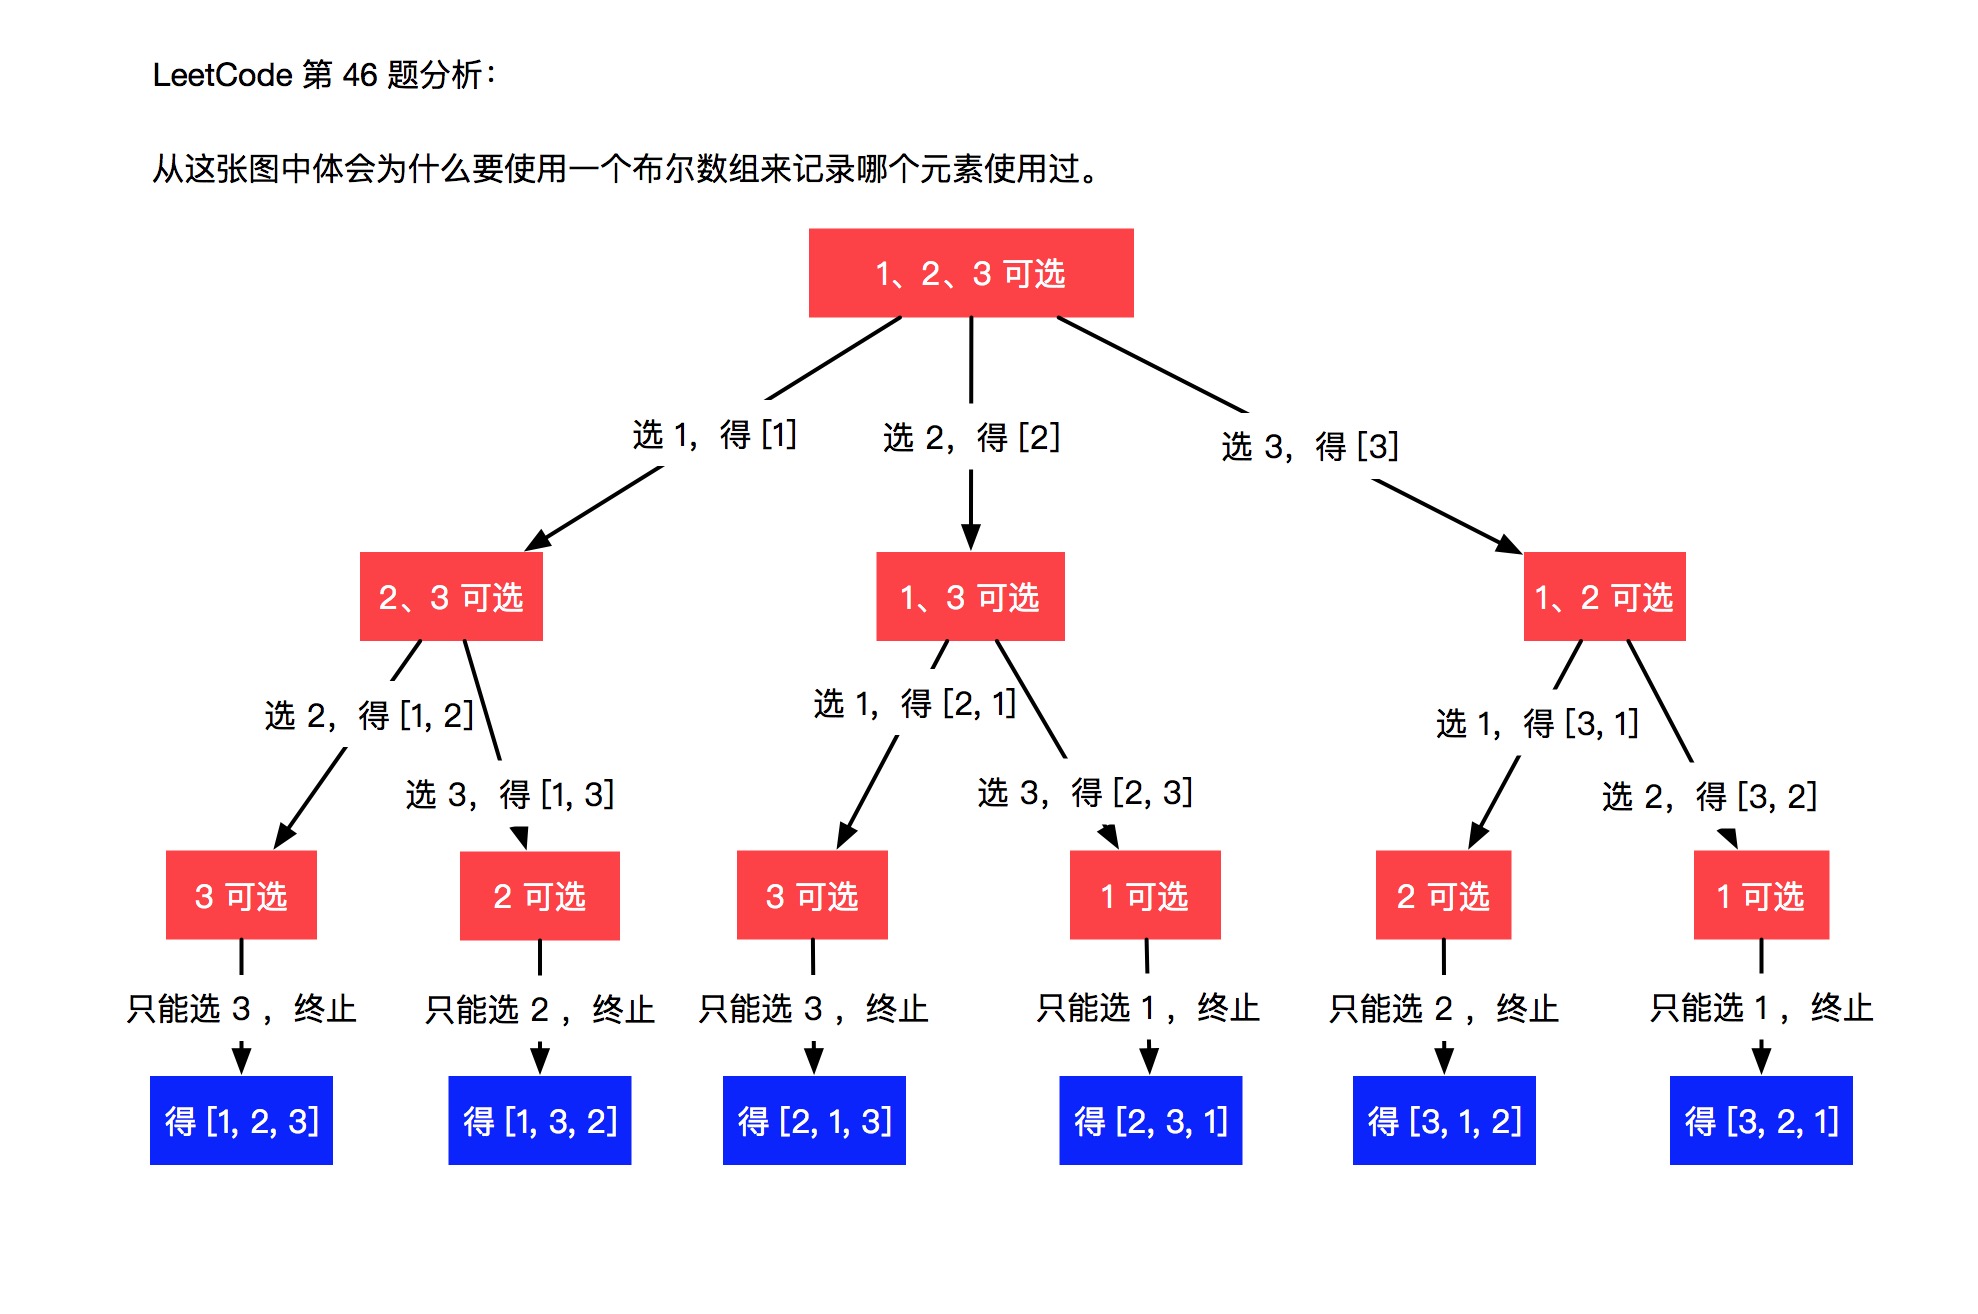 LeetCode 第 46 题分析：
从这张图中体会为什么要使用一个布尔数组来记录哪个元素使用过。
1、2、3 可选
选 1，得 [1]
选 2，得 [2]
选 3，得 [3]
2、3 可选
1、3 可选
1、2 可选
选 2，得 [1, 2]
选 3，得 [1, 3]
选 1，得 [2, 1]
选 3，得 [2, 3]
选 1，得 [3, 1]
选 2，得 [3, 2]
3 可选
2 可选
3 可选
1 可选
2 可选
1 可选
只能选 3 ，终止
只能选 2 ，终止
只能选 3 ，终止
只能选 1 ，终止
只能选 2 ，终止
只能选 1 ，终止
得 [1, 2, 3]
得 [1, 3, 2]
得 [2, 1, 3]
得 [2, 3, 1]
得 [3, 1, 2]
得 [3, 2, 1]